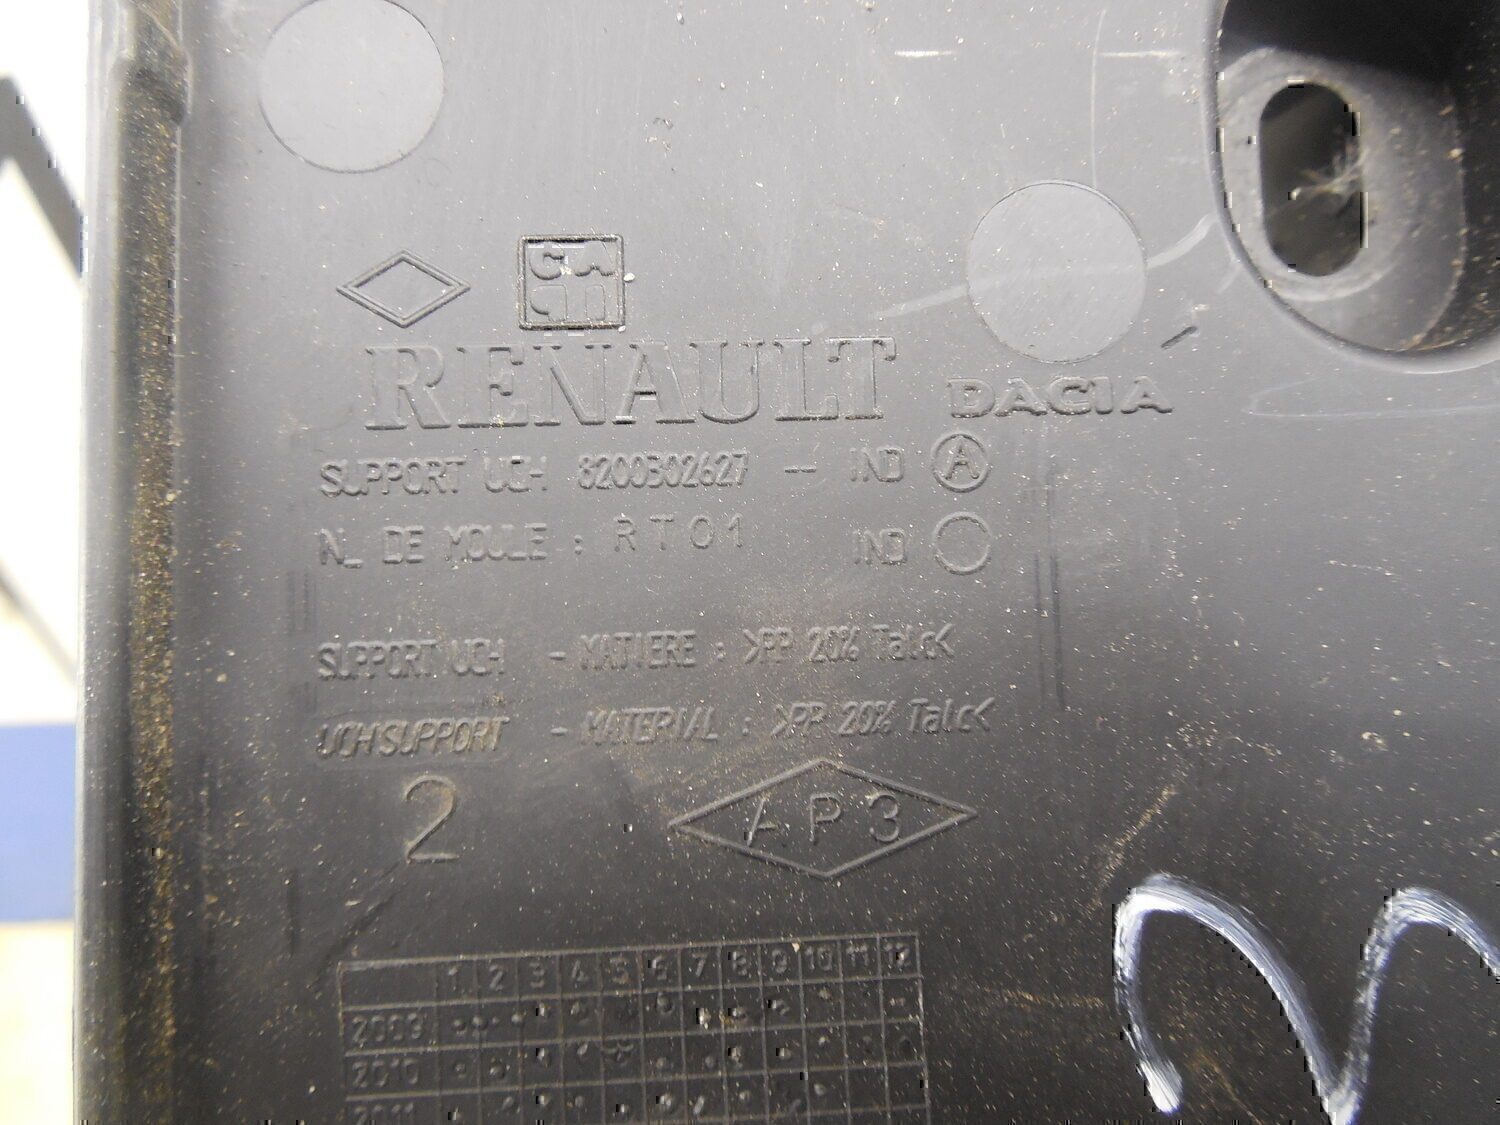 RENAULT DACIA
SUPPORT UCH 8200302627 -- IND A
N_ DE MOULE : RT01 IND
SUPPORT UCH - MATIERE : >PP 20% Talc<
UCH SUPPORT - MATERIAL : >PP 20% Talc<
2 AP3
1 2 3 4 5 6 7 8 9 10 11 12
2009
2010
2011